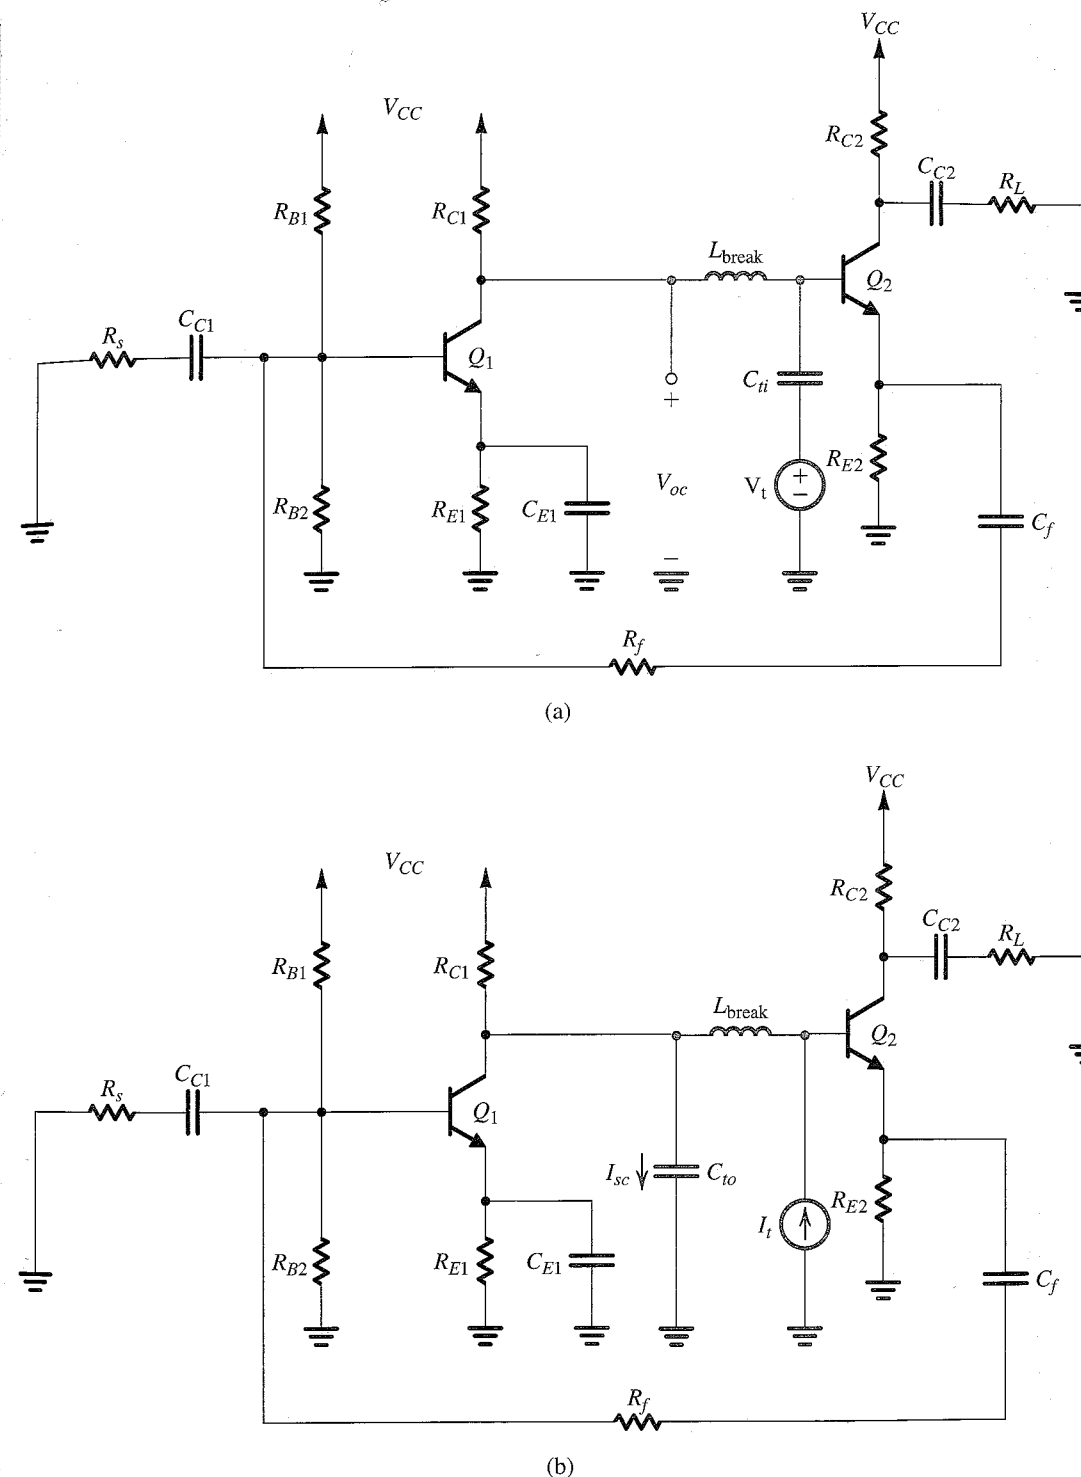 V_CC
R_C2
C_C2
R_L
V_CC
R_B1
R_C1
L_break
Q_2
C_C1
R_s
Q_1
C_ti
+
R_E2
V_t
+
−
V_oc
R_B2
R_E1
C_E1
C_f
−
R_f
(a)
V_CC
R_C2
C_C2
R_L
V_CC
R_B1
R_C1
L_break
Q_2
C_C1
R_s
Q_1
I_sc
C_to
R_E2
I_t
R_B2
R_E1
C_E1
C_f
R_f
(b)